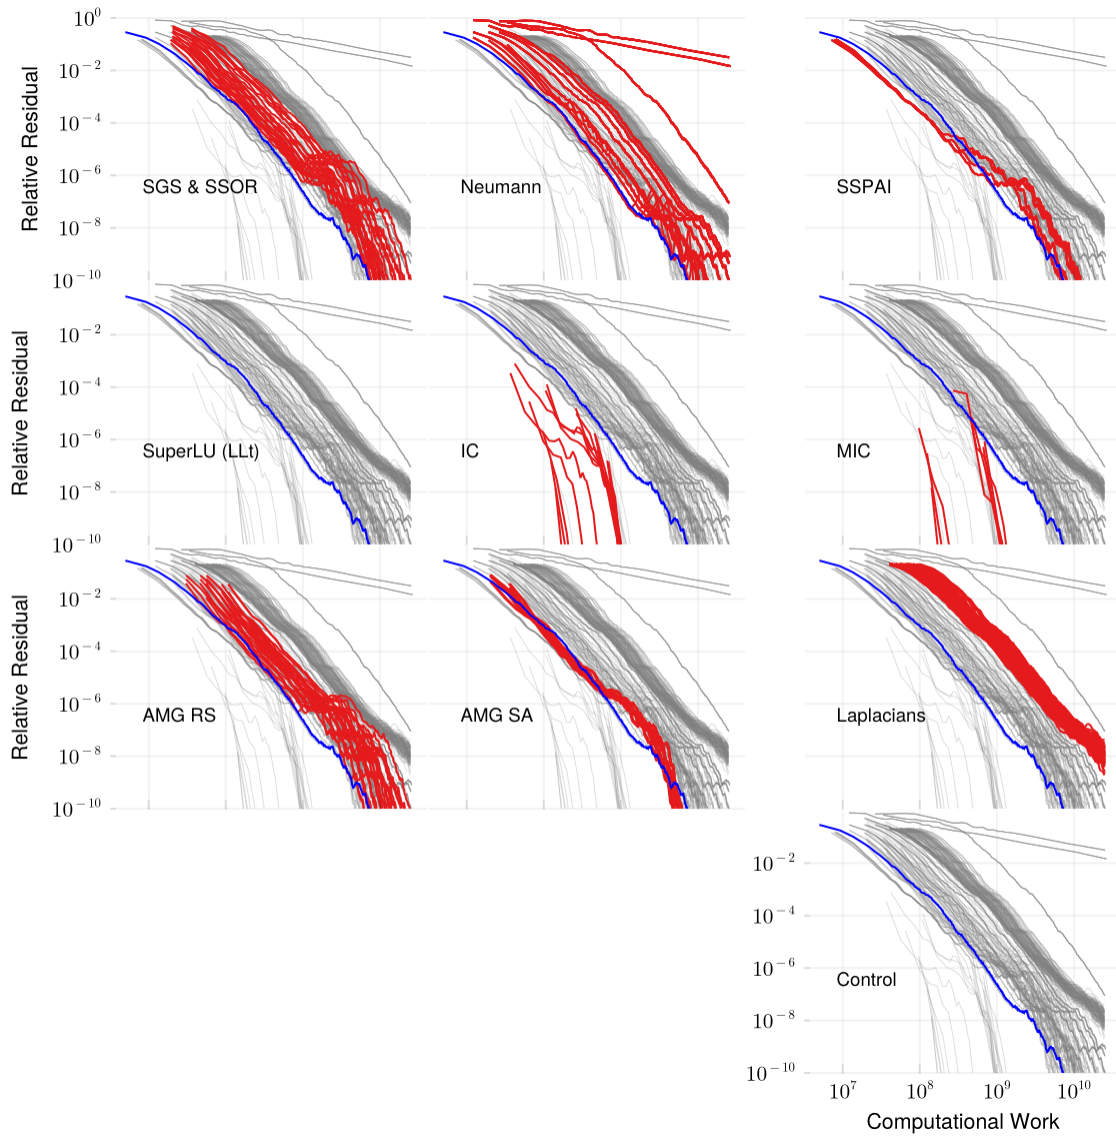 10^0
10^−2
10^−4
10^−6
10^−8
10^−10
Relative Residual
SGS & SSOR
Neumann
SSPAI
10^−2
10^−4
10^−6
10^−8
10^−10
Relative Residual
SuperLU (LLt)
IC
MIC
10^−2
10^−4
10^−6
10^−8
10^−10
Relative Residual
AMG RS
AMG SA
Laplacians
10^−2
10^−4
10^−6
10^−8
10^−10
Control
10^7 10^8 10^9 10^10
Computational Work